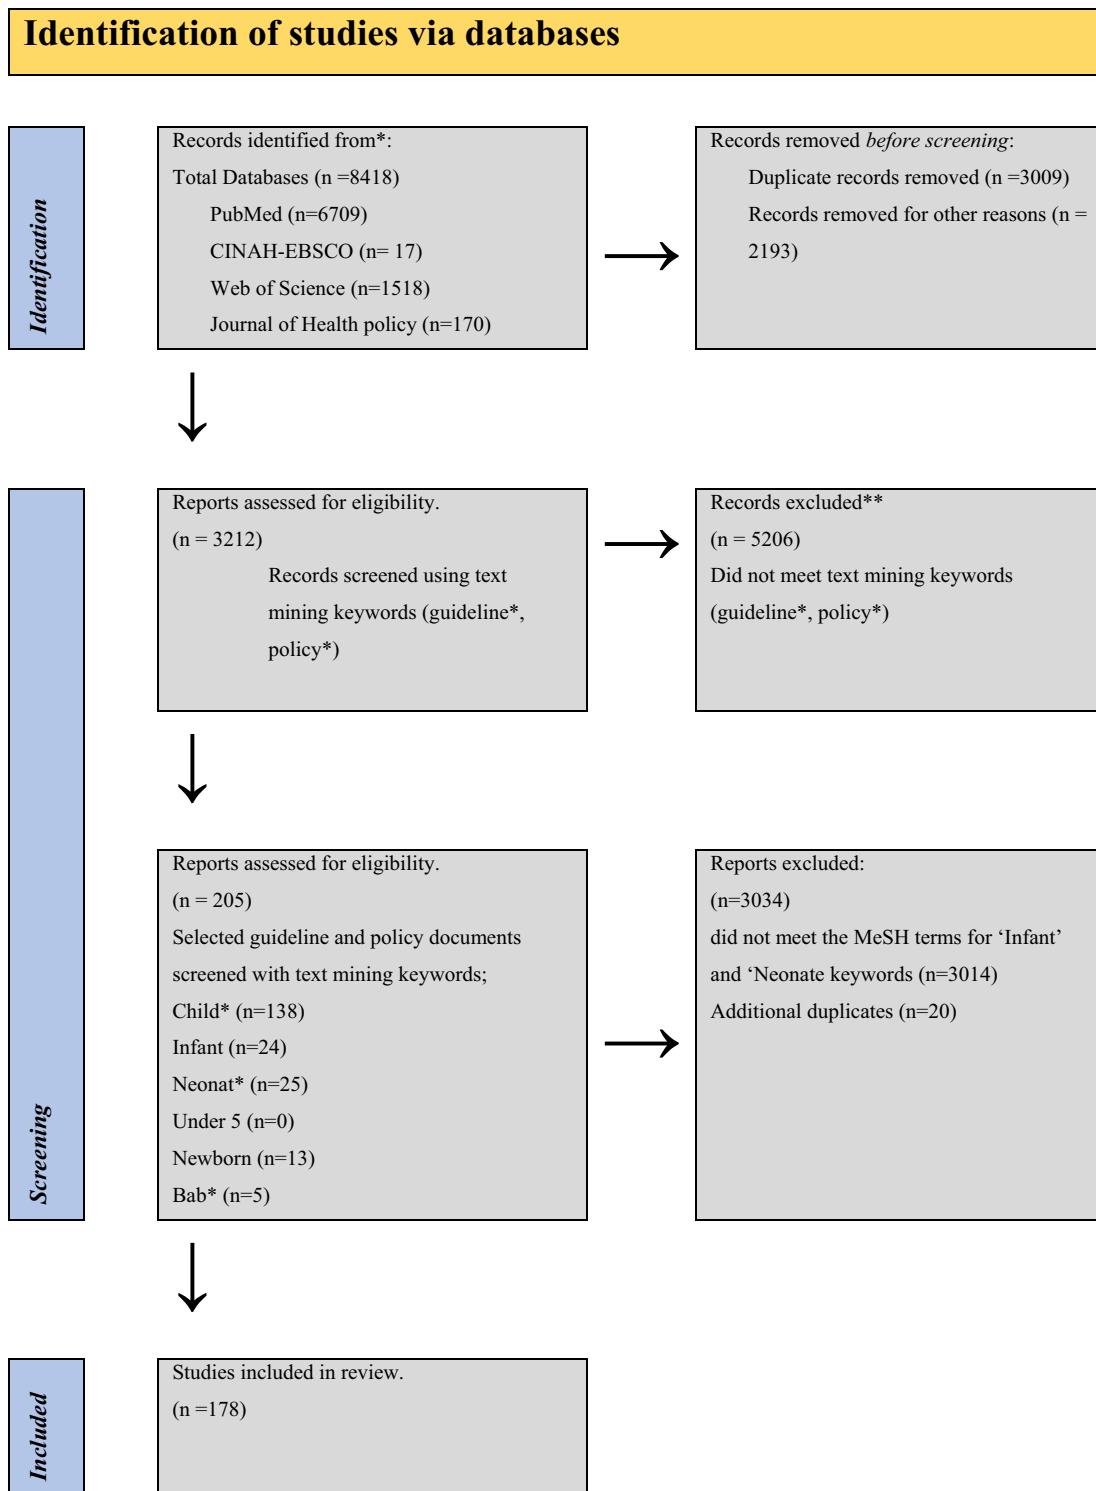 Identification of studies via databases
Identification
Records identified from*:
Total Databases (n =8418)
PubMed (n=6709)
CINAH-EBSCO (n= 17)
Web of Science (n=1518)
Journal of Health policy (n=170)
Records removed before screening:
Duplicate records removed (n =3009)
Records removed for other reasons (n =
2193)
Screening
Reports assessed for eligibility.
(n = 3212)
Records screened using text
mining keywords (guideline*,
policy*)
Records excluded**
(n = 5206)
Did not meet text mining keywords
(guideline*, policy*)
Reports assessed for eligibility.
(n = 205)
Selected guideline and policy documents
screened with text mining keywords;
Child* (n=138)
Infant (n=24)
Neonat* (n=25)
Under 5 (n=0)
Newborn (n=13)
Bab* (n=5)
Reports excluded:
(n=3034)
did not meet the MeSH terms for ‘Infant’
and ‘Neonate keywords (n=3014)
Additional duplicates (n=20)
Included
Studies included in review.
(n =178)